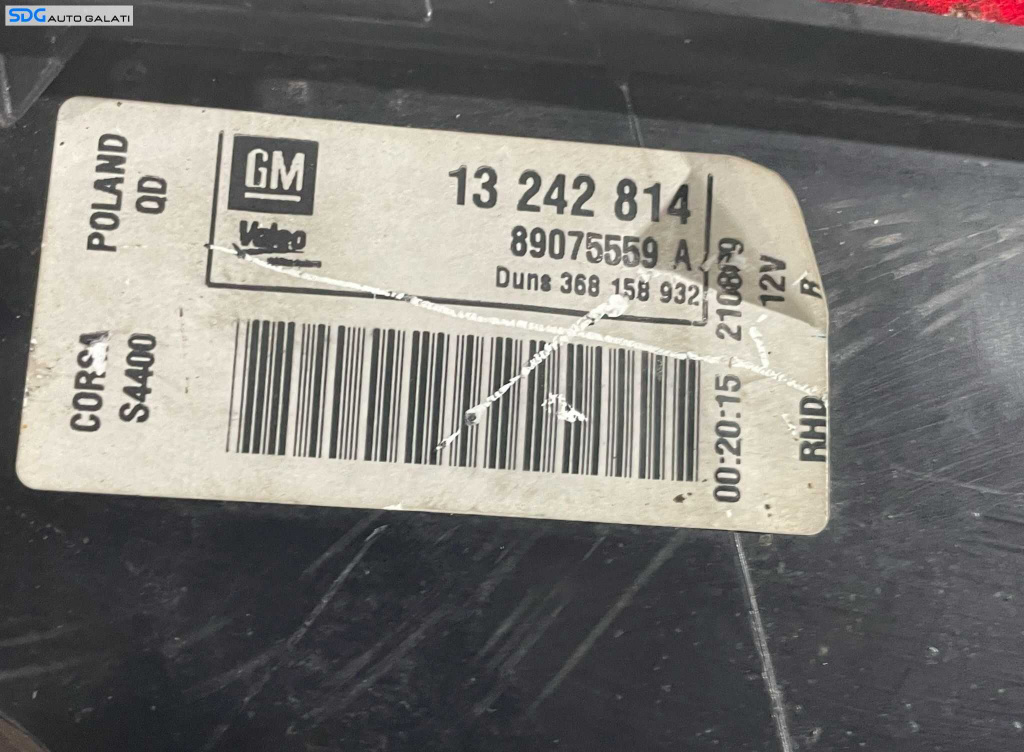 SDG AUTO GALATI
POLAND
QD
GM
Valeo
13 242 814
89075559 A
Duns 368 158 932
CORSA
S4400
00:20:15 - 210879
12V
R
RHD